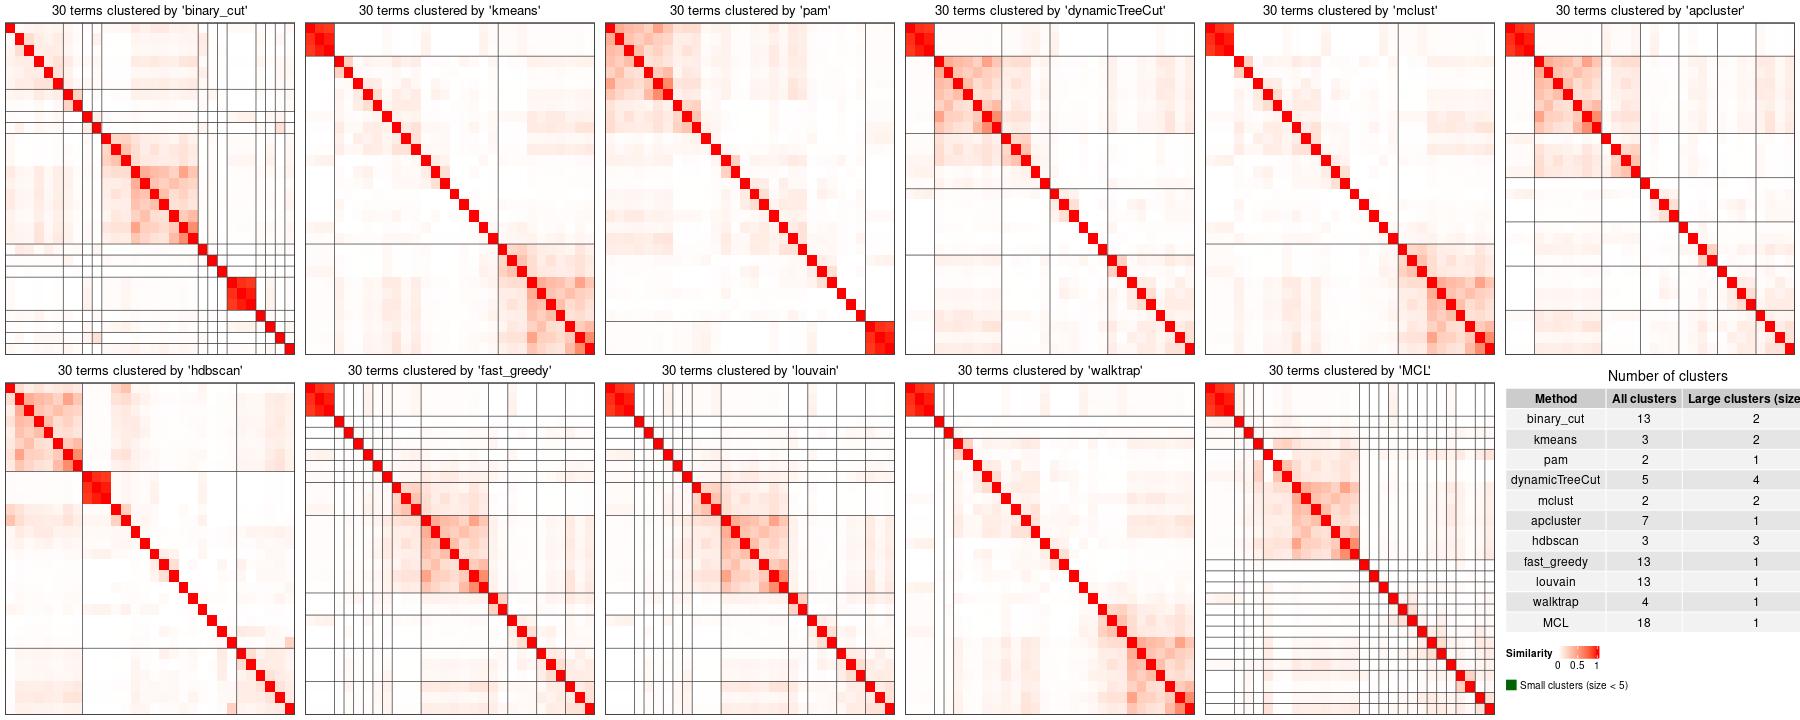 30 terms clustered by 'binary_cut'
30 terms clustered by 'kmeans'
30 terms clustered by 'pam'
30 terms clustered by 'dynamicTreeCut'
30 terms clustered by 'mclust'
30 terms clustered by 'apcluster'
30 terms clustered by 'hdbscan'
30 terms clustered by 'fast_greedy'
30 terms clustered by 'louvain'
30 terms clustered by 'walktrap'
30 terms clustered by 'MCL'
Number of clusters
Method All clusters Large clusters (size
binary_cut 13 2
kmeans 3 2
pam 2 1
dynamicTreeCut 5 4
mclust 2 2
apcluster 7 1
hdbscan 3 3
fast_greedy 13 1
louvain 13 1
walktrap 4 1
MCL 18 1
Similarity
0 0.5 1
Small clusters (size < 5)